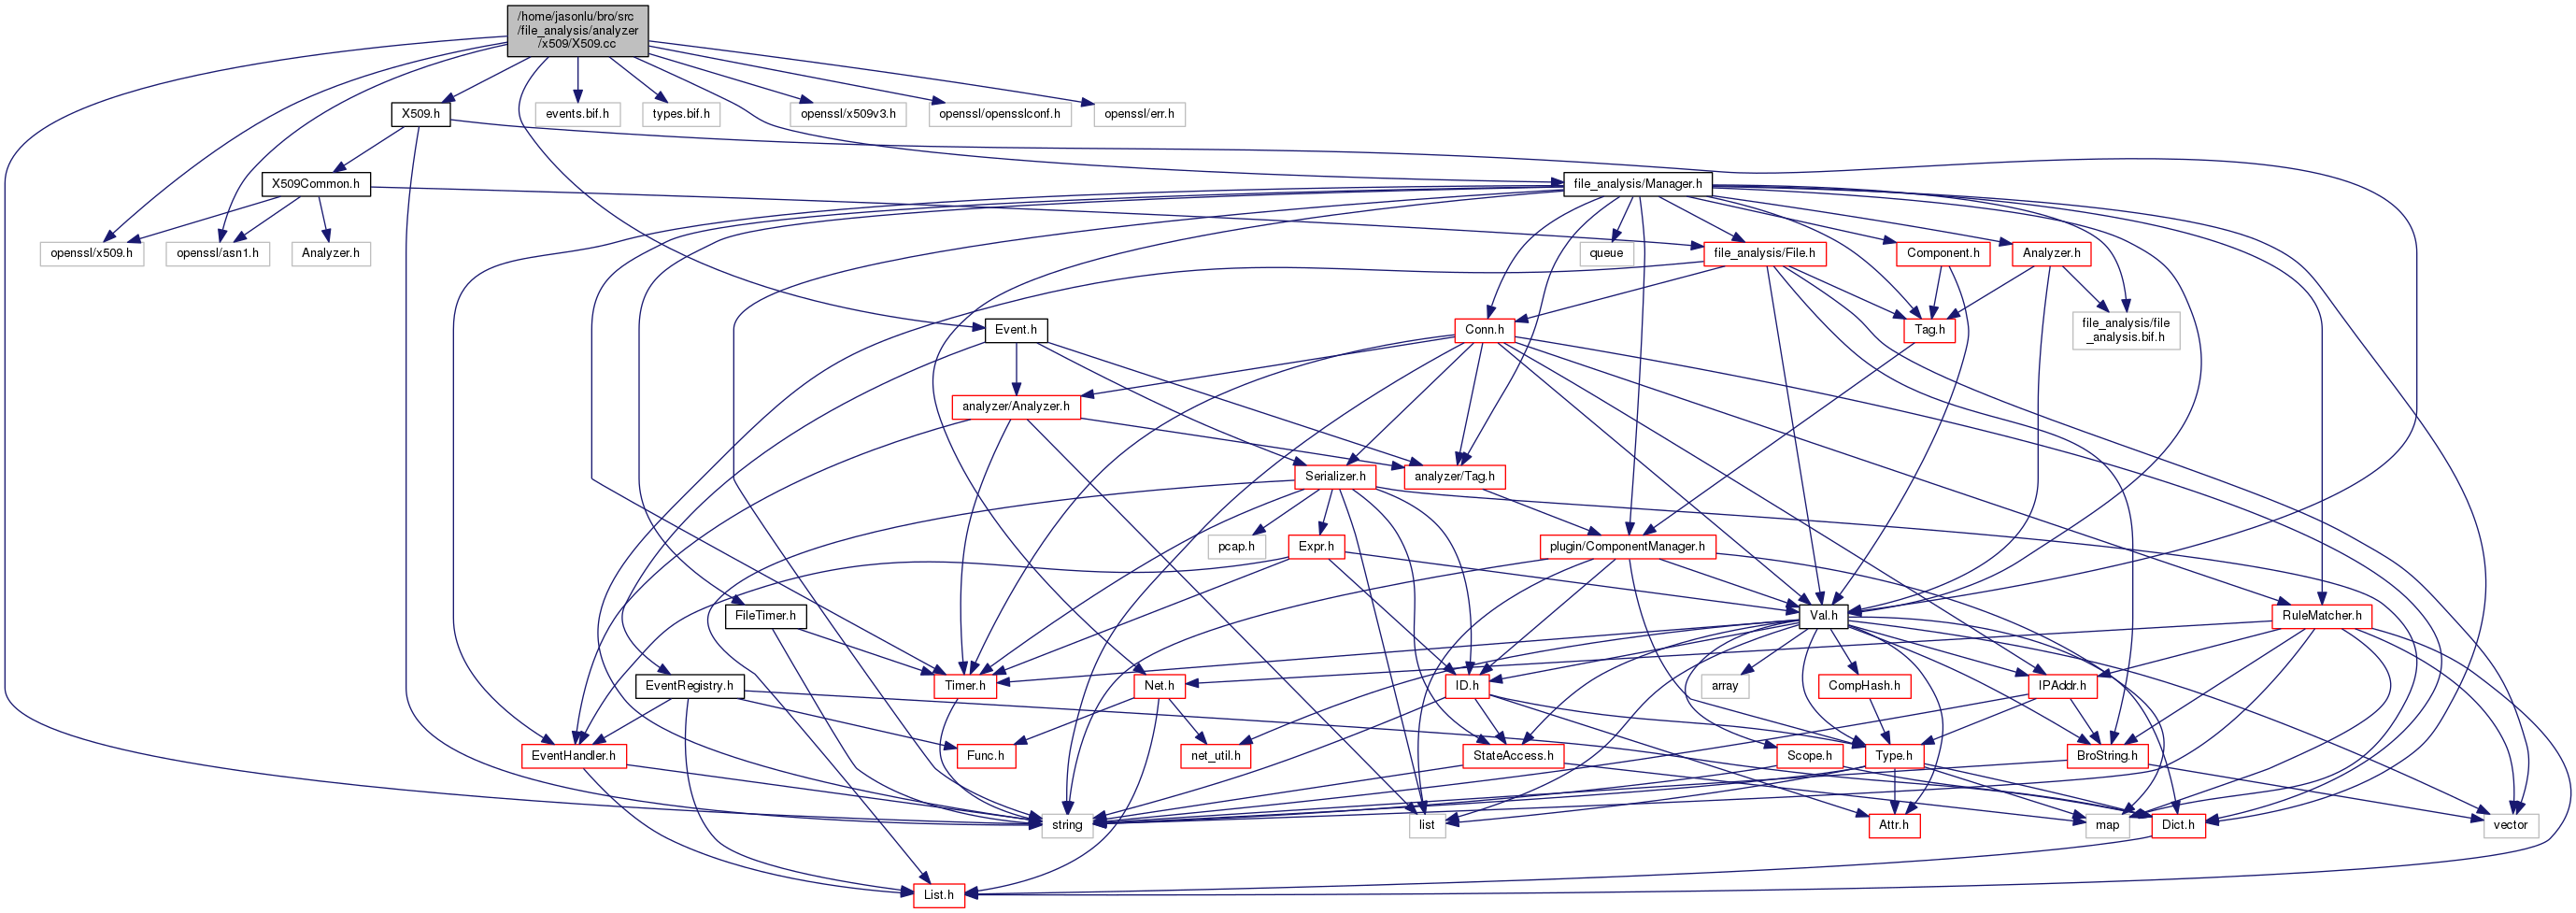 /home/jasonlu/bro/src
/file_analysis/analyzer
/x509/X509.cc
X509.h
events.bif.h
types.bif.h
openssl/x509v3.h
openssl/opensslconf.h
openssl/err.h
X509Common.h
file_analysis/Manager.h
openssl/x509.h
openssl/asn1.h
Analyzer.h
queue
file_analysis/File.h
Component.h
Analyzer.h
Event.h
Conn.h
Tag.h
file_analysis/file
_analysis.bif.h
analyzer/Analyzer.h
Serializer.h
analyzer/Tag.h
pcap.h
Expr.h
plugin/ComponentManager.h
FileTimer.h
Val.h
RuleMatcher.h
EventRegistry.h
Timer.h
Net.h
ID.h
array
CompHash.h
IPAddr.h
EventHandler.h
Func.h
net_util.h
StateAccess.h
Type.h
Scope.h
BroString.h
string
list
Attr.h
map
Dict.h
vector
List.h